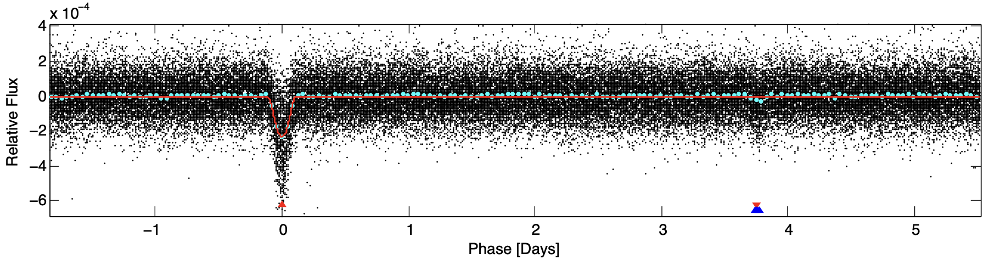 x 10⁻⁴
4
2
0
−2
−4
−6
Relative Flux
−1 0 1 2 3 4 5
Phase [Days]